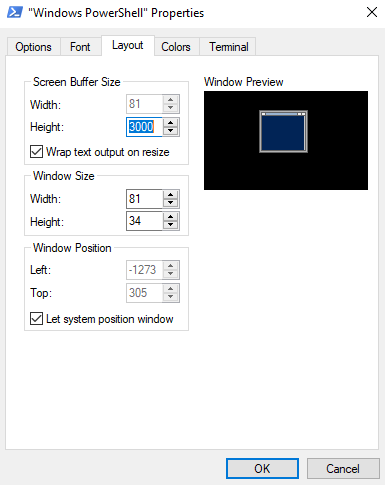 "Windows PowerShell" Properties
Options Font Layout Colors Terminal
Screen Buffer Size
Width: 81
Height: 3000
Wrap text output on resize
Window Size
Width: 81
Height: 34
Window Position
Left: -1273
Top: 305
Let system position window
Window Preview
OK Cancel